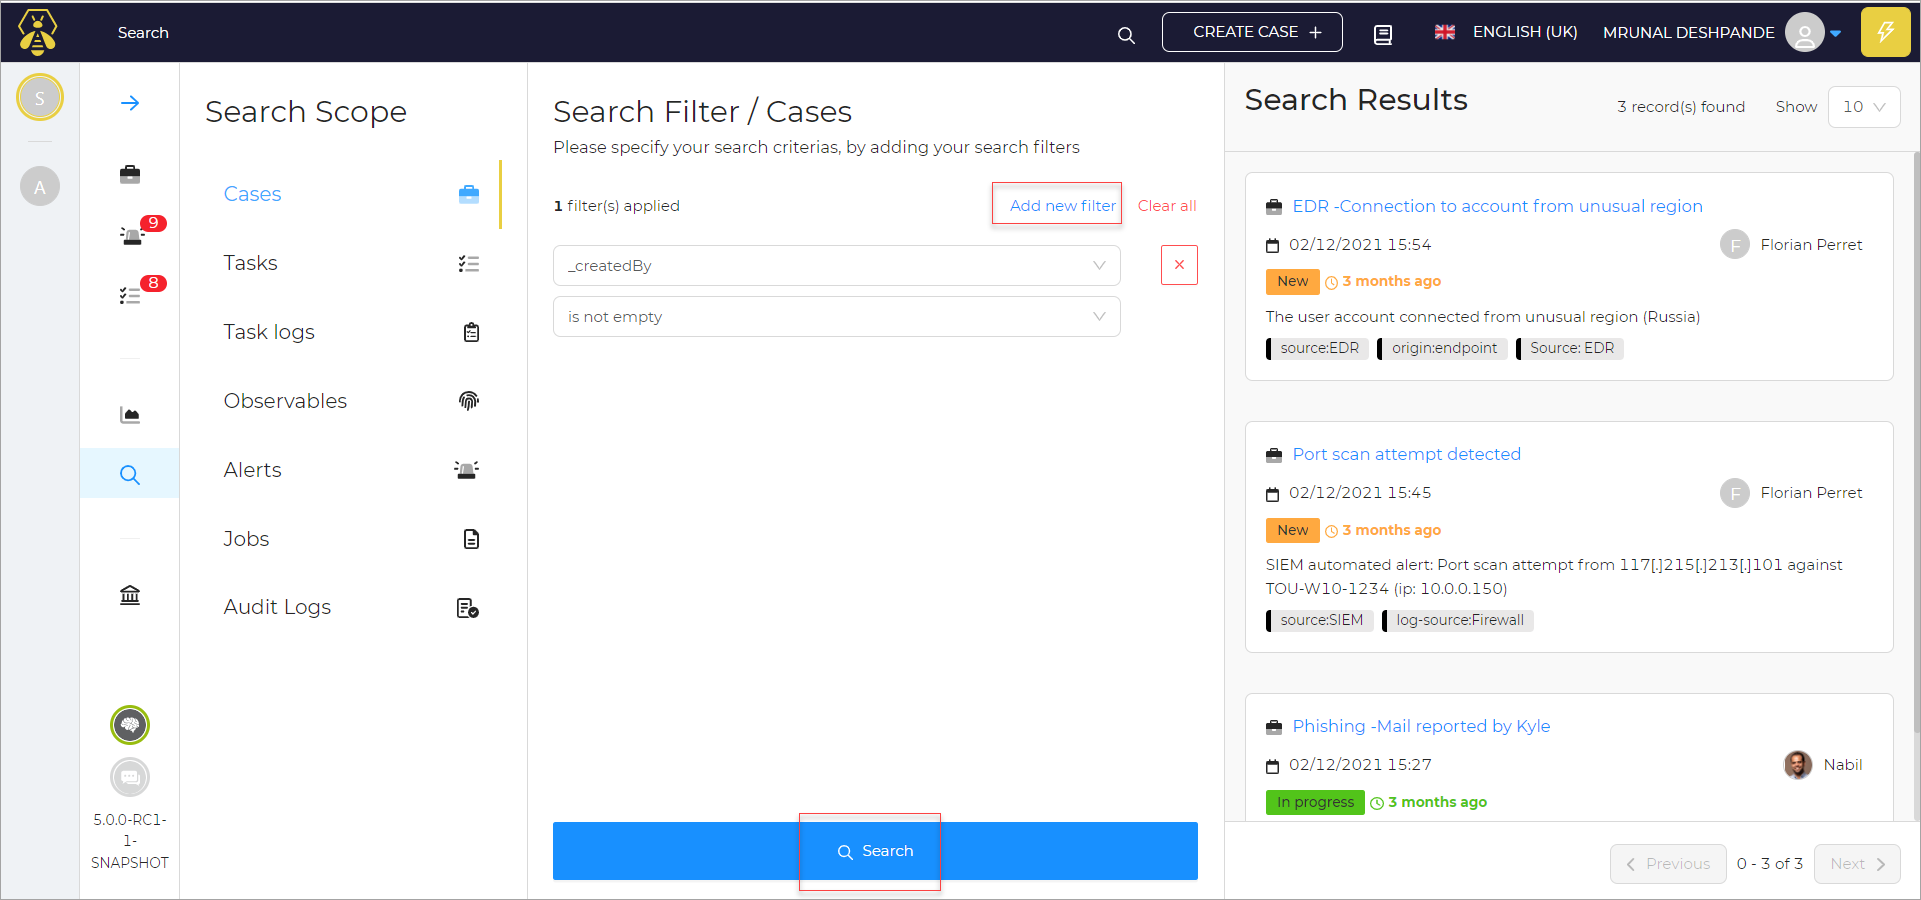 Search
CREATE CASE +
ENGLISH (UK)
MRUNAL DESHPANDE
S
A
9
8
5.0.0-RC1-
1-
SNAPSHOT
Search Scope
Cases
Tasks
Task logs
Observables
Alerts
Jobs
Audit Logs
Search Filter / Cases
Please specify your search criterias, by adding your search filters
1 filter(s) applied
Add new filter
Clear all
_createdBy
is not empty
Search
Search Results
3 record(s) found
Show
10
EDR -Connection to account from unusual region
02/12/2021 15:54
F
Florian Perret
New
3 months ago
The user account connected from unusual region (Russia)
source:EDR
origin:endpoint
Source: EDR
Port scan attempt detected
02/12/2021 15:45
F
Florian Perret
New
3 months ago
SIEM automated alert: Port scan attempt from 117[.]215[.]213[.]101 against
TOU-W10-1234 (ip: 10.0.0.150)
source:SIEM
log-source:Firewall
Phishing -Mail reported by Kyle
02/12/2021 15:27
Nabil
In progress
3 months ago
Previous
0 - 3 of 3
Next